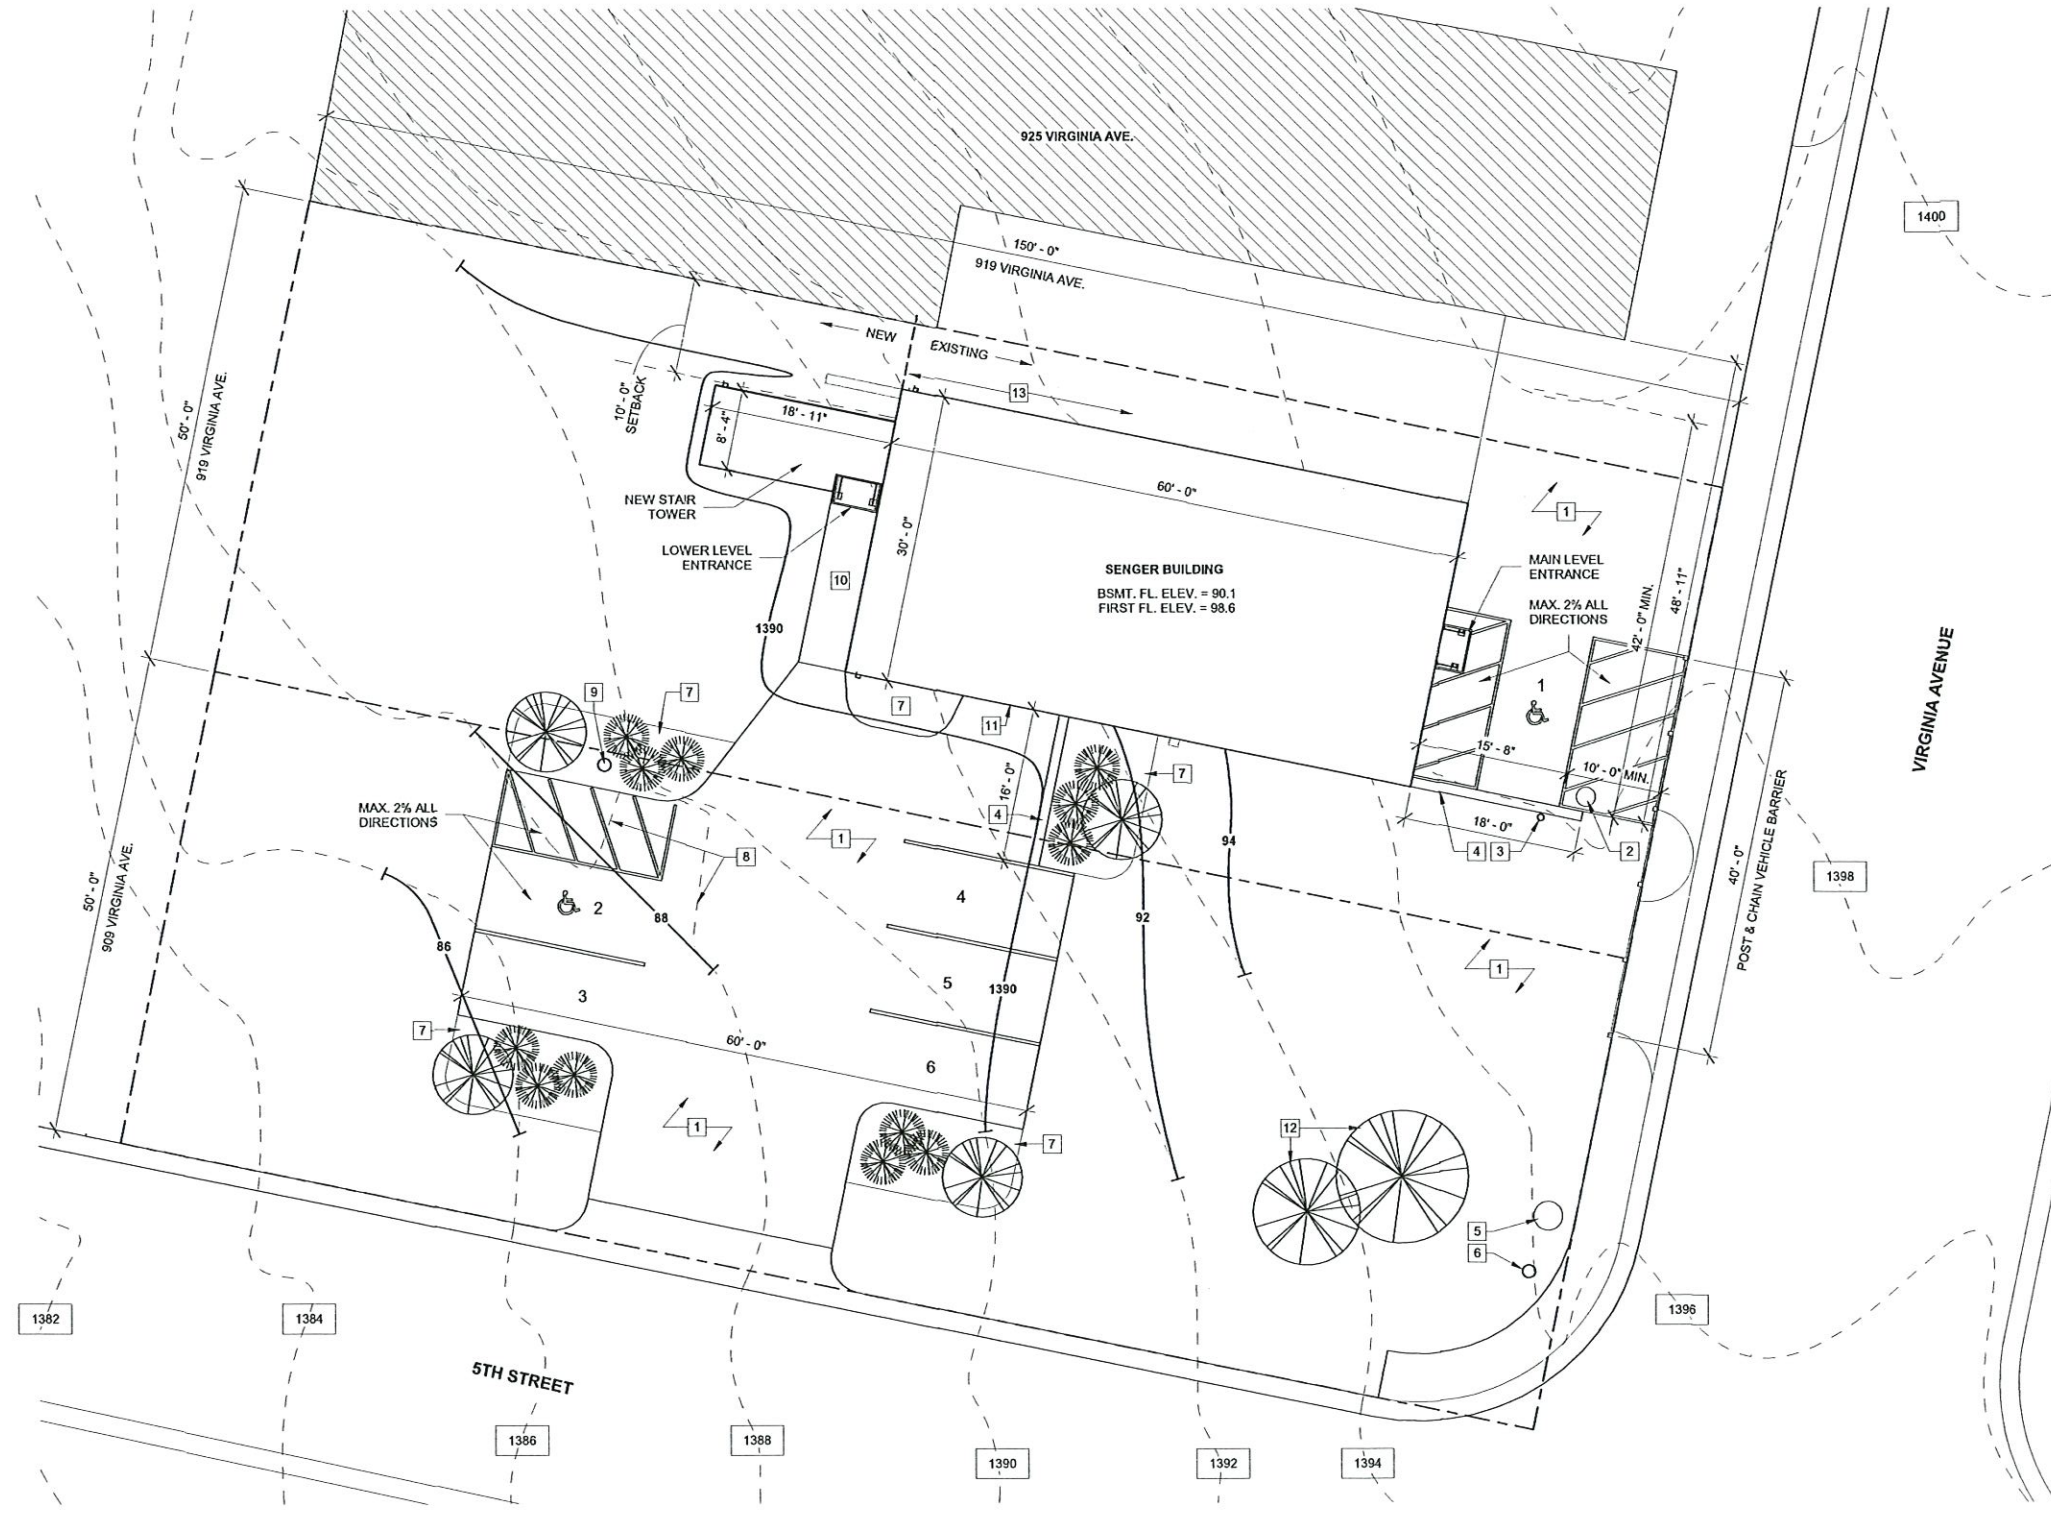 925 VIRGINIA AVE.
1400
150' - 0"
919 VIRGINIA AVE.
NEW
EXISTING
13
10' - 0"
SETBACK
18' - 11"
8' - 4"
50' - 0"
919 VIRGINIA AVE.
60' - 0"
30' - 0"
NEW STAIR
TOWER
LOWER LEVEL
ENTRANCE
10
1390
SENGER BUILDING
BSMT. FL. ELEV. = 90.1
FIRST FL. ELEV. = 98.6
1
MAIN LEVEL
ENTRANCE
MAX. 2% ALL
DIRECTIONS
42' - 0" MIN.
48' - 11"
1
15' - 8"
10' - 0" MIN.
18' - 0"
4
3
2
VIRGINIA AVENUE
40' - 0"
POST & CHAIN VEHICLE BARRIER
1398
9
7
7
11
16' - 0"
4
7
MAX. 2% ALL
DIRECTIONS
8
1
94
92
2
88
86
4
50' - 0"
909 VIRGINIA AVE.
3
5
1390
1
7
60' - 0"
6
1
7
12
5
6
1382
1384
1396
5TH STREET
1386
1388
1390
1392
1394